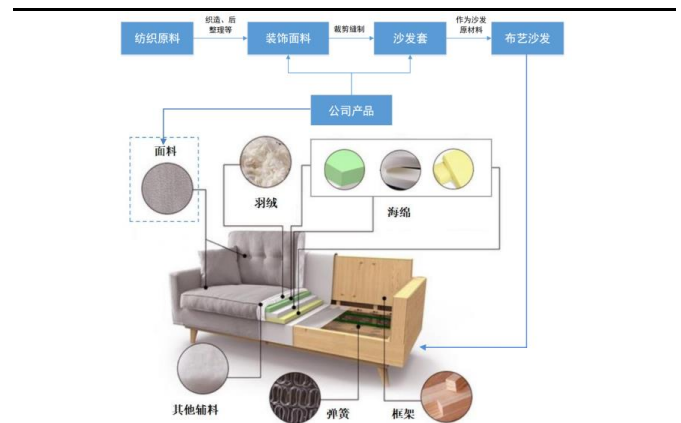 织造、后
整理等
裁剪缝制
作为沙发
原材料
纺织原料
装饰面料
沙发套
布艺沙发
公司产品
面料
羽绒
海绵
其他辅料
弹簧
框架